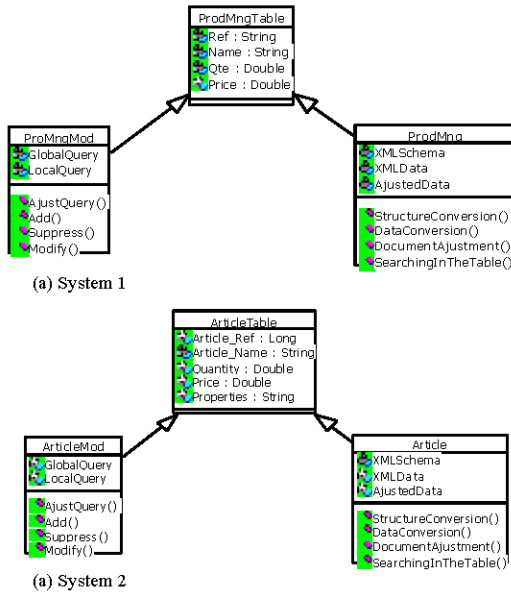 ProdMngTable
Ref : String
Name : String
Qte : Double
Price : Double
ProMngMod
GlobalQuery
LocalQuery
AjustQuery()
Add()
Suppress()
Modify()
ProdMng
XMLSchema
XMLData
AjustedData
StructureConversion()
DataConversion()
DocumentAjustment()
SearchingInTheTable()
(a) System 1
ArticleTable
Article_Ref : Long
Article_Name : String
Quantity : Double
Price : Double
Properties : String
ArticleMod
GlobalQuery
LocalQuery
AjustQuery()
Add()
Suppress()
Modify()
Article
XMLSchema
XMLData
AjustedData
StructureConversion()
DataConversion()
DocumentAjustment()
SearchingInTheTable()
(a) System 2